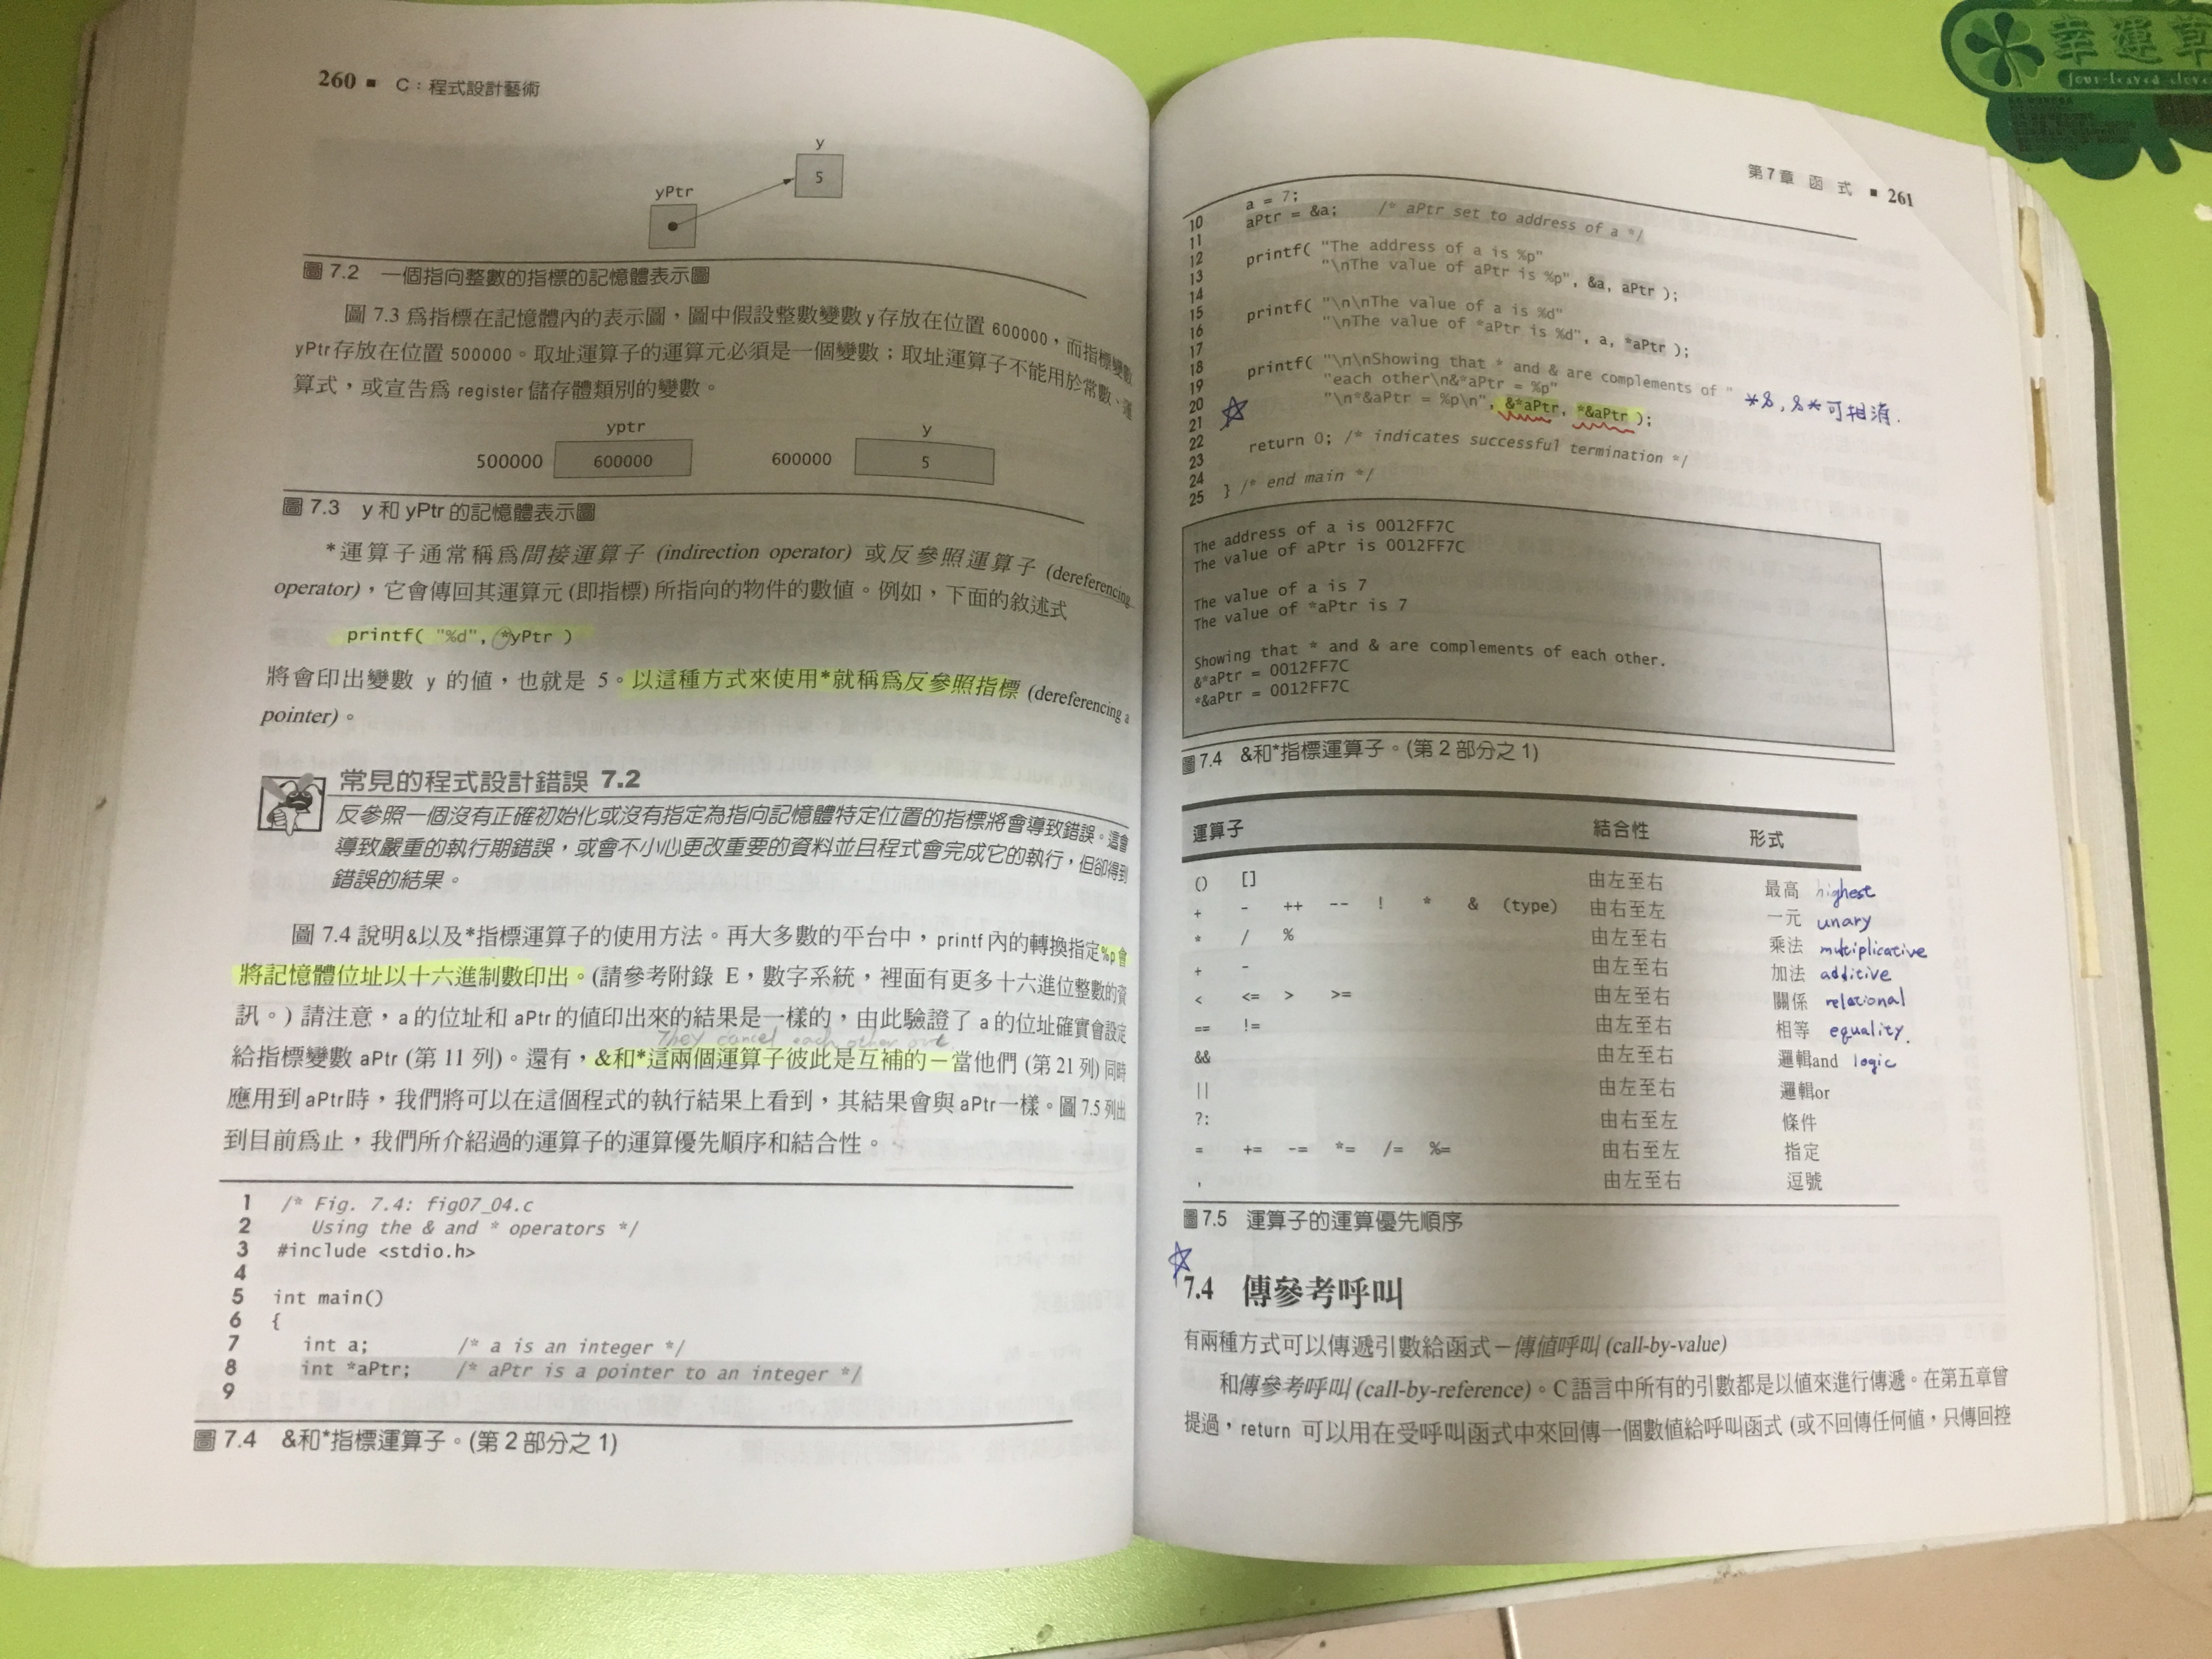 260 ■ C：程式設計藝術
y
5
yPtr
圖 7.2 一個指向整數的指標的記憶體表示圖
圖 7.3 為指標在記憶體內的表示圖，圖中假設整數變數 y 存放在位置 600000，而指標變數
yPtr 存放在位置 500000。取址運算子的運算元必須是一個變數；取址運算子不能用於常數、運
算式，或宣告為 register 儲存體類別的變數。
yptr y
500000 600000 600000 5
圖 7.3 y 和 yPtr 的記憶體表示圖
*運算子通常稱為間接運算子 (indirection operator) 或反參照運算子 (dereferencing
operator)，它會傳回其運算元 (即指標) 所指向的物件的數值。例如，下面的敘述式
printf( "%d", *yPtr )
將會印出變數 y 的值，也就是 5。以這種方式來使用*就稱為反參照指標 (dereferencing a
pointer)。
常見的程式設計錯誤 7.2
反參照一個沒有正確初始化或沒有指定為指向記憶體特定位置的指標將會導致錯誤。這會
導致嚴重的執行期錯誤，或會不小心更改重要的資料並且程式會完成它的執行，但卻得到
錯誤的結果。
圖 7.4 說明&以及*指標運算子的使用方法。再大多數的平台中，printf 內的轉換指定%p會
將記憶體位址以十六進制數印出。(請參考附錄 E，數字系統，裡面有更多十六進位整數的資
訊。) 請注意，a 的位址和 aPtr 的值印出來的結果是一樣的，由此驗證了 a 的位址確實會設定
They cancel each other out.
給指標變數 aPtr (第 11 列)。還有，&和*這兩個運算子彼此是互補的－當他們 (第 21 列) 同時
應用到 aPtr 時，我們將可以在這個程式的執行結果上看到，其結果會與 aPtr 一樣。圖 7.5 列出
到目前為止，我們所介紹過的運算子的運算優先順序和結合性。
1 /* Fig. 7.4: fig07_04.c
2 Using the & and * operators */
3 #include <stdio.h>
4
5 int main()
6 {
7 int a; /* a is an integer */
8 int *aPtr; /* aPtr is a pointer to an integer */
9
圖 7.4 &和*指標運算子。(第 2 部分之 1)
幸運草
four-leaved clover
第 7 章 函 式 ■ 261
10 a = 7;
11 aPtr = &a; /* aPtr set to address of a */
12
13 printf( "The address of a is %p"
14 "\nThe value of aPtr is %p", &a, aPtr );
15
16 printf( "\n\nThe value of a is %d"
17 "\nThe value of *aPtr is %d", a, *aPtr );
18
19 printf( "\n\nShowing that * and & are complements of "
20 "each other\n&*aPtr = %p"
21 "\n*&aPtr = %p\n", &*aPtr, *&aPtr );
*&, &* 可相消.
22
23 return 0; /* indicates successful termination */
24
25 } /* end main */
The address of a is 0012FF7C
The value of aPtr is 0012FF7C
The value of a is 7
The value of *aPtr is 7
Showing that * and & are complements of each other.
&*aPtr = 0012FF7C
*&aPtr = 0012FF7C
圖 7.4 &和*指標運算子。(第 2 部分之 1)
運算子 結合性 形式
() [] 由左至右 最高 highest
+ - ++ -- ! * & (type) 由右至左 一元 unary
* / % 由左至右 乘法 multiplicative
+ - 由左至右 加法 additive
< <= > >= 由左至右 關係 relational
== != 由左至右 相等 equality.
&& 由左至右 邏輯and logic
|| 由左至右 邏輯or
?: 由右至左 條件
= += -= *= /= %= 由右至左 指定
, 由左至右 逗號
圖 7.5 運算子的運算優先順序
7.4 傳參考呼叫
有兩種方式可以傳遞引數給函式－傳值呼叫 (call-by-value)
和傳參考呼叫 (call-by-reference)。C 語言中所有的引數都是以值來進行傳遞。在第五章曾
提過，return 可以用在受呼叫函式中來回傳一個數值給呼叫函式 (或不回傳任何值，只傳回控